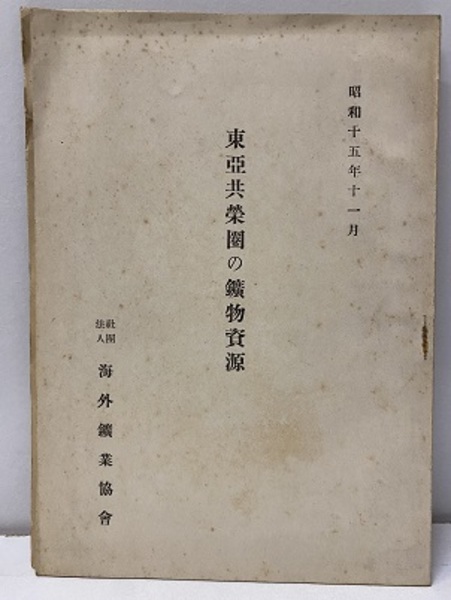 昭和十五年十一月
東亞共榮圈の鑛物資源
社團法人 海外鑛業協會